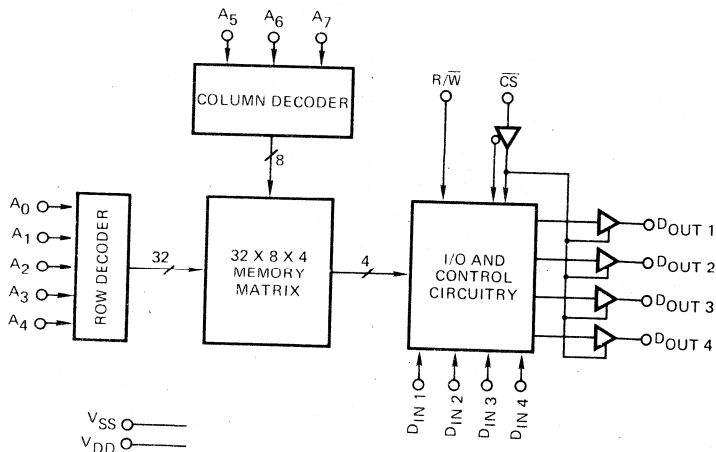 A5 A6 A7
R/W̅ C̅S̅
COLUMN DECODER
8
A0
A1
A2
A3
A4
ROW DECODER
32
32 X 8 X 4
MEMORY
MATRIX
4
I/O AND
CONTROL
CIRCUITRY
DOUT 1
DOUT 2
DOUT 3
DOUT 4
DIN 1
DIN 2
DIN 3
DIN 4
VSS
VDD